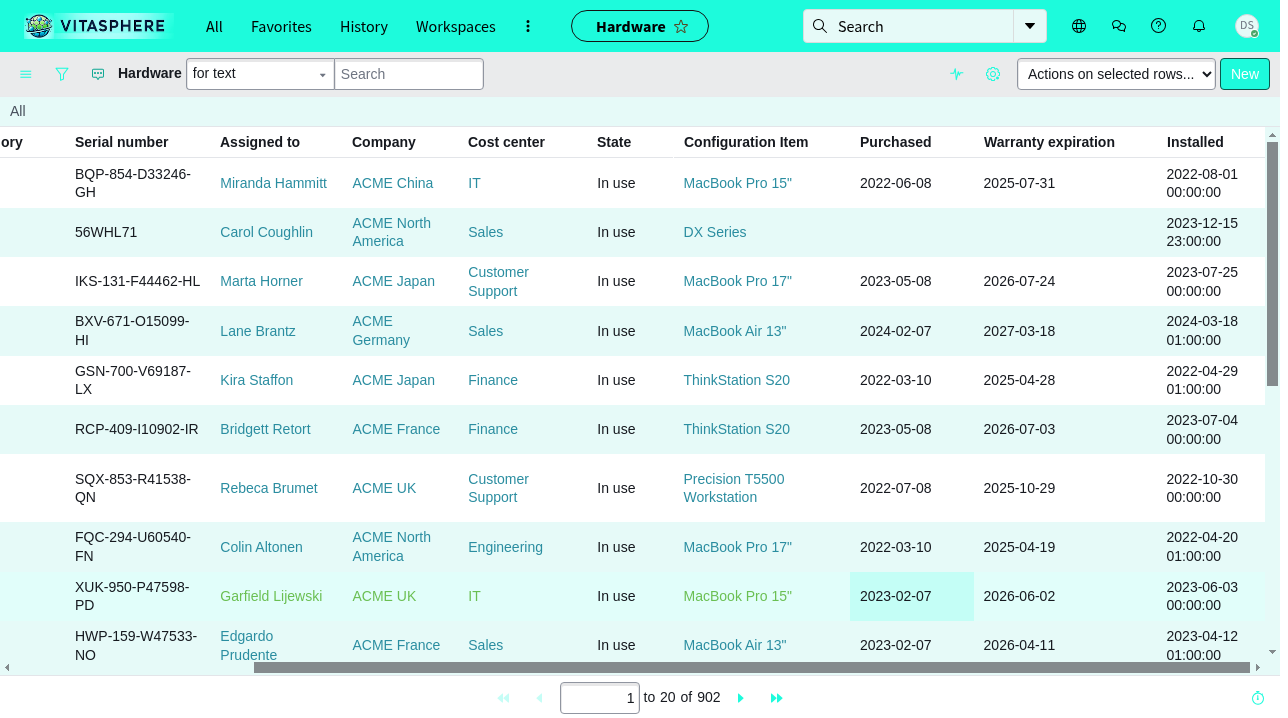 VITASPHERE All Favorites History Workspaces Hardware Search DS
Hardware for text Search Actions on selected rows... New
All
ory Serial number Assigned to Company Cost center State Configuration Item Purchased Warranty expiration Installed
BQP-854-D33246-GH Miranda Hammitt ACME China IT In use MacBook Pro 15" 2022-06-08 2025-07-31 2022-08-01 00:00:00
56WHL71 Carol Coughlin ACME North America Sales In use DX Series 2023-12-15 23:00:00
IKS-131-F44462-HL Marta Horner ACME Japan Customer Support In use MacBook Pro 17" 2023-05-08 2026-07-24 2023-07-25 00:00:00
BXV-671-O15099-HI Lane Brantz ACME Germany Sales In use MacBook Air 13" 2024-02-07 2027-03-18 2024-03-18 01:00:00
GSN-700-V69187-LX Kira Staffon ACME Japan Finance In use ThinkStation S20 2022-03-10 2025-04-28 2022-04-29 01:00:00
RCP-409-I10902-IR Bridgett Retort ACME France Finance In use ThinkStation S20 2023-05-08 2026-07-03 2023-07-04 00:00:00
SQX-853-R41538-QN Rebeca Brumet ACME UK Customer Support In use Precision T5500 Workstation 2022-07-08 2025-10-29 2022-10-30 00:00:00
FQC-294-U60540-FN Colin Altonen ACME North America Engineering In use MacBook Pro 17" 2022-03-10 2025-04-19 2022-04-20 01:00:00
XUK-950-P47598-PD Garfield Lijewski ACME UK IT In use MacBook Pro 15" 2023-02-07 2026-06-02 2023-06-03 00:00:00
HWP-159-W47533-NO Edgardo Prudente ACME France Sales In use MacBook Air 13" 2023-02-07 2026-04-11 2023-04-12 01:00:00
1 to 20 of 902